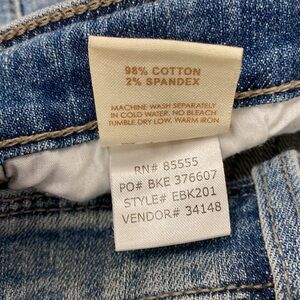 98% COTTON
2% SPANDEX
MACHINE WASH SEPARATELY
IN COLD WATER, NO BLEACH
TUMBLE DRY LOW, WARM IRON
RN# 85555
PO# BKE 376607
STYLE# EBK201
VENDOR# 34148